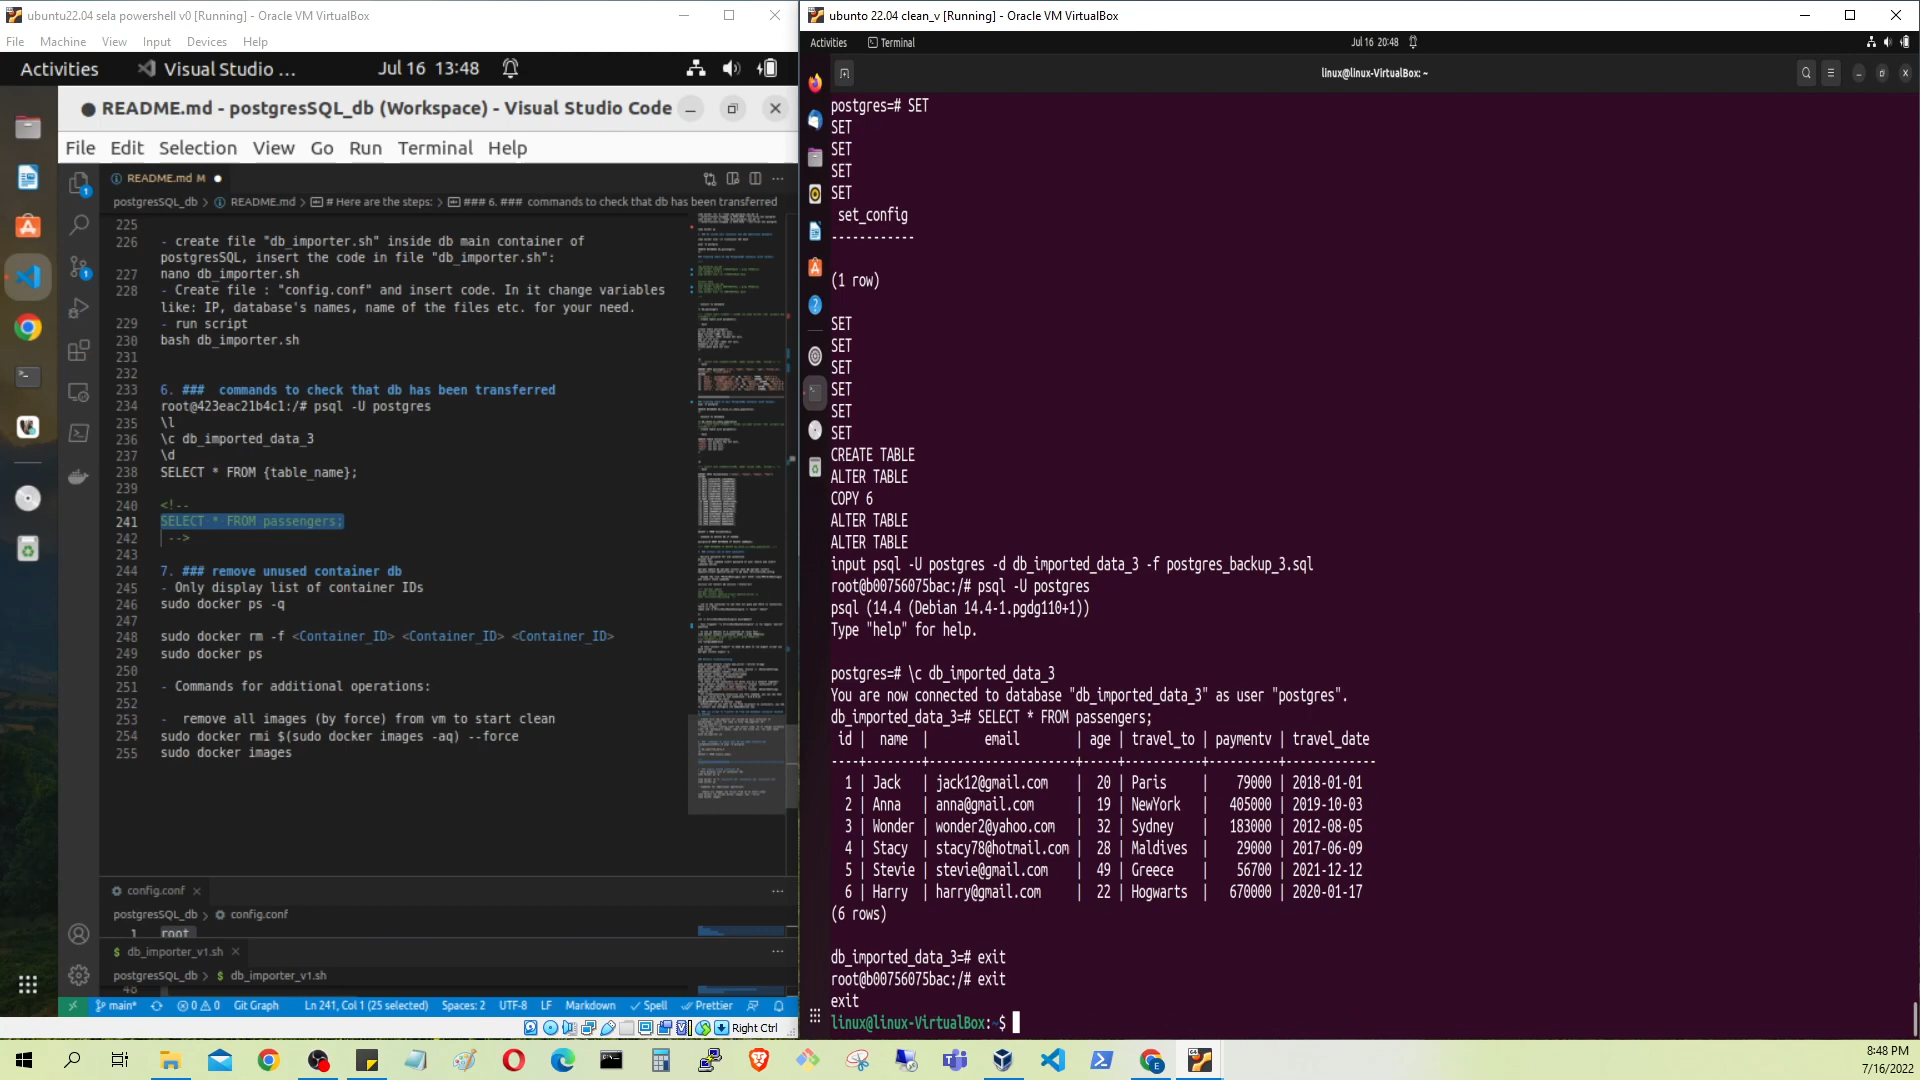 ubuntu22.04 sela powershell v0 [Running] - Oracle VM VirtualBox
File Machine View Input Devices Help
Activities Visual Studio ... Jul 16 13:48
README.md - postgresSQL_db (Workspace) - Visual Studio Code
File Edit Selection View Go Run Terminal Help
README.md M
postgresSQL_db > README.md > # Here are the steps: > ### 6. ### commands to check that db has been transferred
225
226 - create file "db_importer.sh" inside db main container of
postgresSQL, insert the code in file "db_importer.sh":
227 nano db_importer.sh
228 - Create file : "config.conf" and insert code. In it change variables
like: IP, database's names, name of the files etc. for your need.
229 - run script
230 bash db_importer.sh
231
232
233 6. ### commands to check that db has been transferred
234 root@423eac21b4c1:/# psql -U postgres
235 \l
236 \c db_imported_data_3
237 \d
238 SELECT * FROM {table_name};
239
240 <!--
241 SELECT * FROM passengers;
242 -->
243
244 7. ### remove unused container db
245 - Only display list of container IDs
246 sudo docker ps -q
247
248 sudo docker rm -f <Container_ID> <Container_ID> <Container_ID>
249 sudo docker ps
250
251 - Commands for additional operations:
252
253 - remove all images (by force) from vm to start clean
254 sudo docker rmi $(sudo docker images -aq) --force
255 sudo docker images
config.conf
postgresSQL_db > config.conf
1 root
$ db_importer_v1.sh
postgresSQL_db > $ db_importer_v1.sh
48
main* 0 0 Git Graph Ln 241, Col 1 (25 selected) Spaces: 2 UTF-8 LF Markdown Spell Prettier
Right Ctrl
ubunto 22.04 clean_v [Running] - Oracle VM VirtualBox
Activities Terminal Jul 16 20:48
linux@linux-VirtualBox: ~
postgres=# SET
SET
SET
SET
SET
set_config
------------

(1 row)

SET
SET
SET
SET
SET
SET
CREATE TABLE
ALTER TABLE
COPY 6
ALTER TABLE
ALTER TABLE
input psql -U postgres -d db_imported_data_3 -f postgres_backup_3.sql
root@b00756075bac:/# psql -U postgres
psql (14.4 (Debian 14.4-1.pgdg110+1))
Type "help" for help.

postgres=# \c db_imported_data_3
You are now connected to database "db_imported_data_3" as user "postgres".
db_imported_data_3=# SELECT * FROM passengers;
id | name | email | age | travel_to | paymentv | travel_date
----+--------+---------------------+-----+-----------+----------+-------------
1 | Jack | jack12@gmail.com | 20 | Paris | 79000 | 2018-01-01
2 | Anna | anna@gmail.com | 19 | NewYork | 405000 | 2019-10-03
3 | Wonder | wonder2@yahoo.com | 32 | Sydney | 183000 | 2012-08-05
4 | Stacy | stacy78@hotmail.com | 28 | Maldives | 29000 | 2017-06-09
5 | Stevie | stevie@gmail.com | 49 | Greece | 56700 | 2021-12-12
6 | Harry | harry@gmail.com | 22 | Hogwarts | 670000 | 2020-01-17
(6 rows)

db_imported_data_3=# exit
root@b00756075bac:/# exit
exit
linux@linux-VirtualBox:~$
8:48 PM
7/16/2022